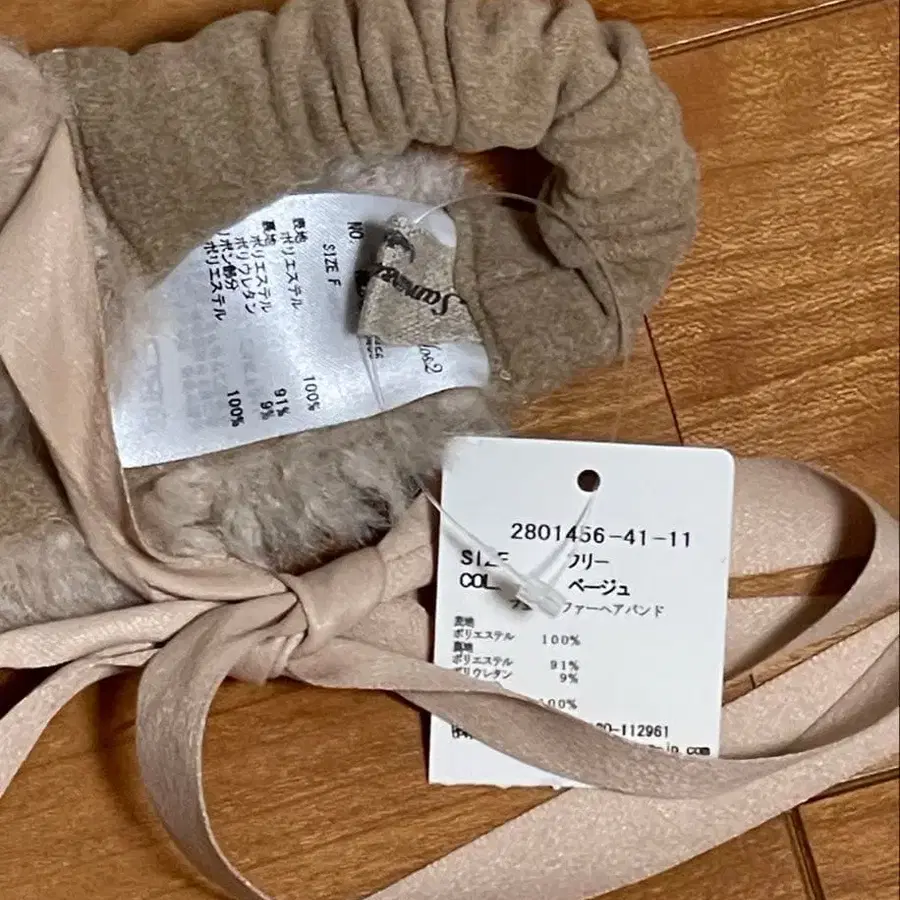 NO.
SIZE F
表地
ポリエステル 100%
裏地
ポリエステル 91%
ポリウレタン 9%
リボン部分
ポリエステル 100%
Saman
Mos2
2801456-41-11
SIZE フリー
COL ベージュ
ファーヘアバンド
表地
ポリエステル 100%
裏地
ポリエステル 91%
ポリウレタン 9%
100%
-112961
.com